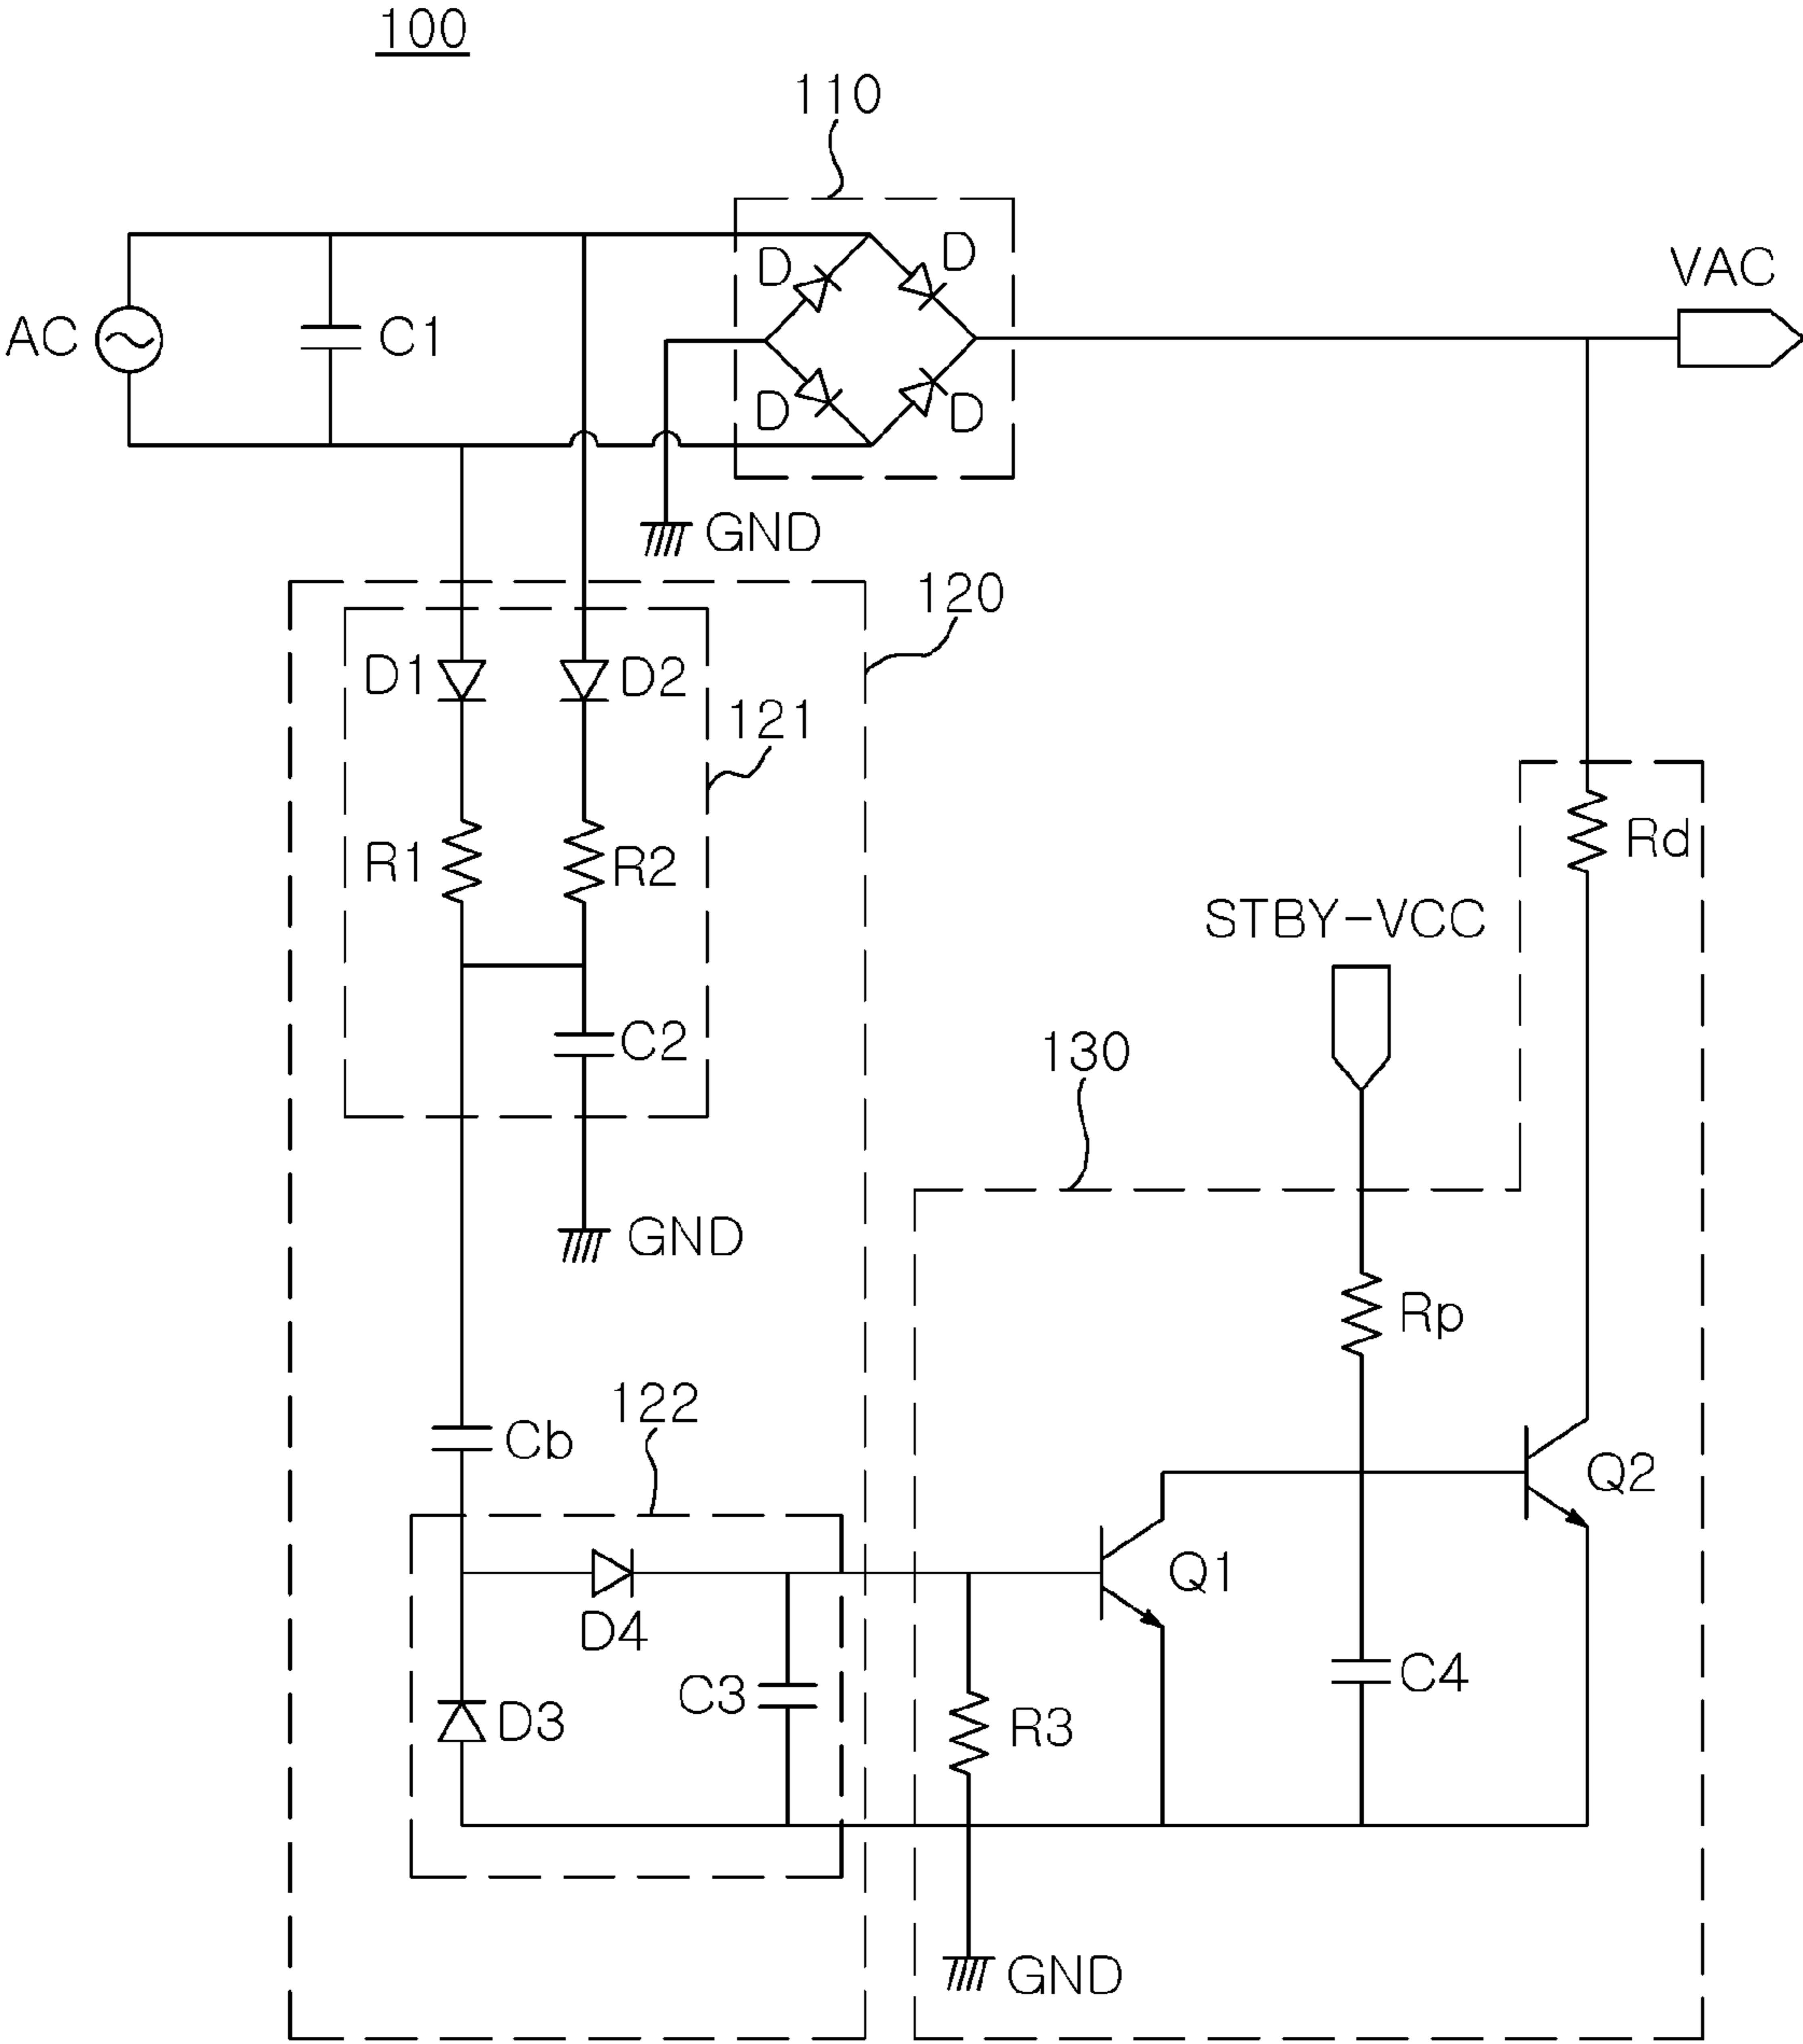 100
110
D
D
VAC
AC
C1
D
D
GND
120
D1
D2
121
R1
R2
Rd
STBY-VCC
C2
130
GND
Rp
122
Cb
Q2
Q1
D4
C3
C4
D3
R3
GND